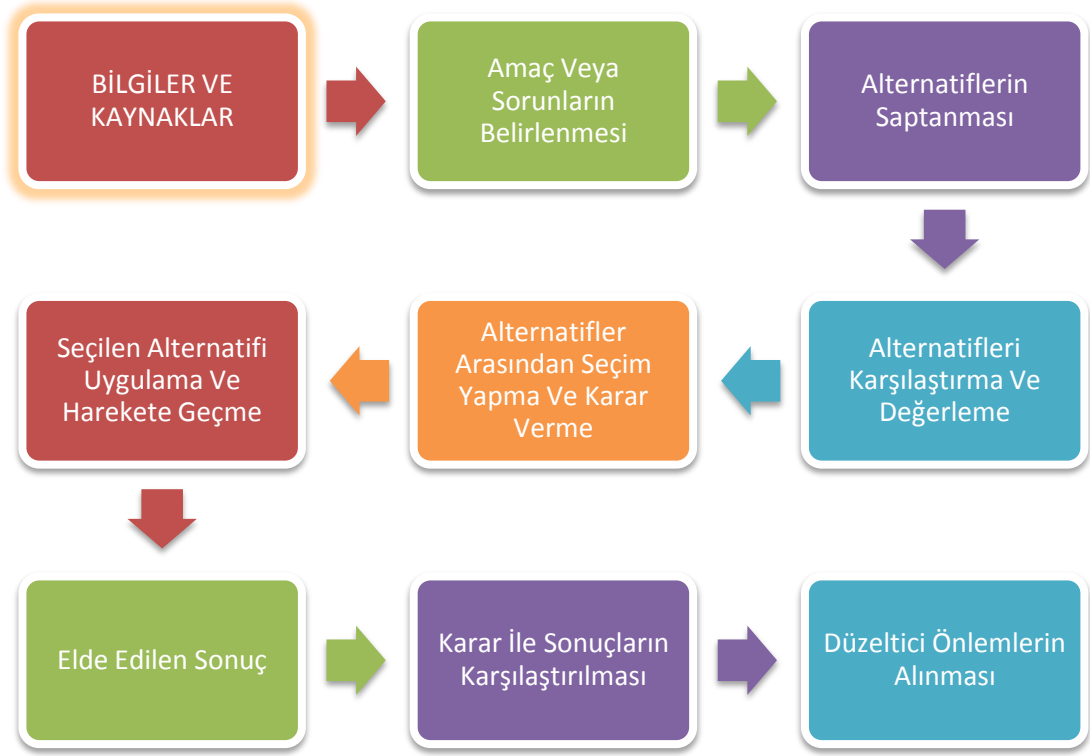 BİLGİLER VE
KAYNAKLAR
Amaç Veya
Sorunların
Belirlenmesi
Alternatiflerin
Saptanması
Alternatifleri
Karşılaştırma Ve
Değerleme
Alternatifler
Arasından Seçim
Yapma Ve Karar
Verme
Seçilen Alternatifi
Uygulama Ve
Harekete Geçme
Elde Edilen Sonuç
Karar İle Sonuçların
Karşılaştırılması
Düzeltici Önlemlerin
Alınması